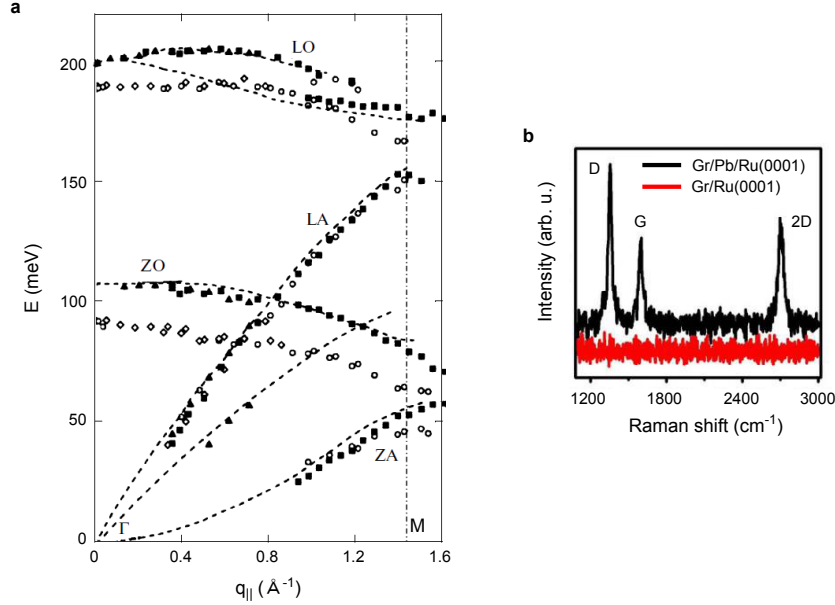 a
200
150
100
50
0
E (meV)
LO
LA
ZO
ZA
Γ
M
0
0.4
0.8
1.2
1.6
q|| (Å-1)
b
Gr/Pb/Ru(0001)
Gr/Ru(0001)
D
G
2D
Intensity (arb. u.)
1200
1800
2400
3000
Raman shift (cm-1)